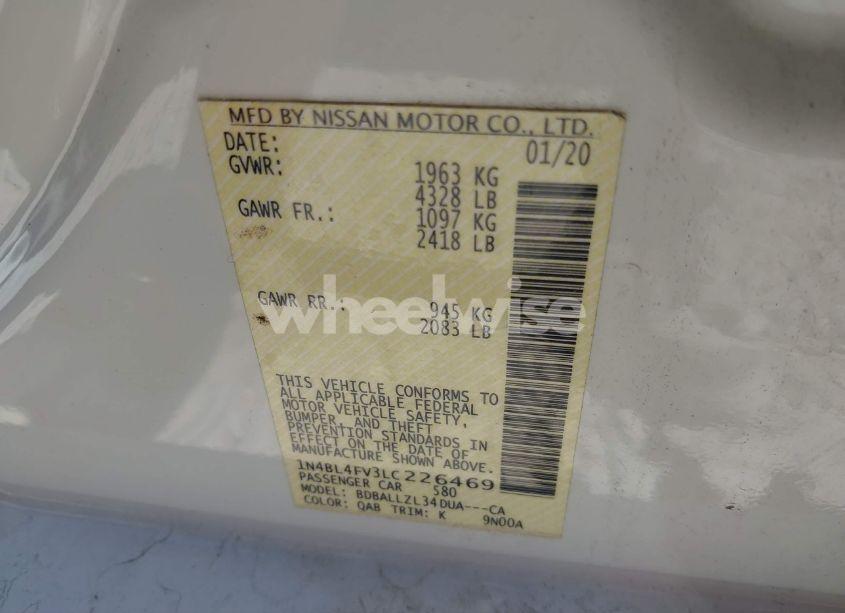 MFD BY NISSAN MOTOR CO., LTD.
DATE: 01/20
GVWR: 1963 KG
4328 LB
GAWR FR.: 1097 KG
2418 LB
GAWR RR.: 945 KG
2083 LB
wheelwise
THIS VEHICLE CONFORMS TO
ALL APPLICABLE FEDERAL
MOTOR VEHICLE SAFETY,
BUMPER, AND THEFT
PREVENTION STANDARDS IN
EFFECT ON THE DATE OF
MANUFACTURE SHOWN ABOVE.
1N4BL4FV3LC226469
PASSENGER CAR 580
MODEL: BDBALLZL34DUA---CA
COLOR: QAB TRIM: K 9N00A